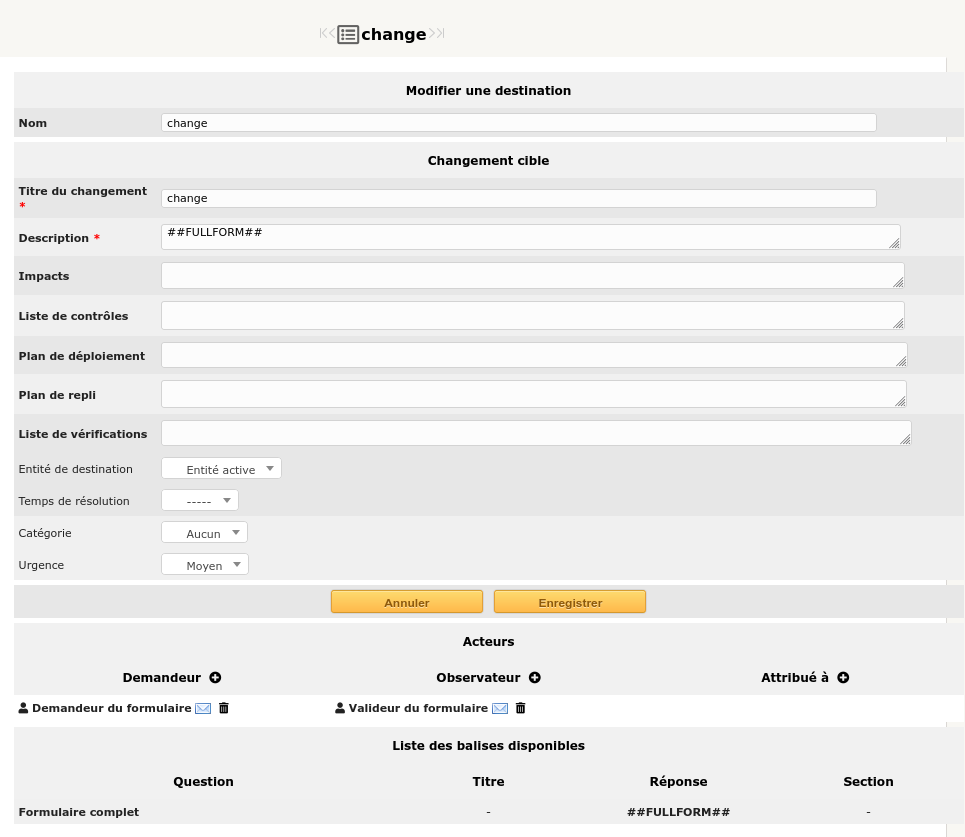 change
Modifier une destination
Nom change
Changement cible
Titre du changement * change
Description * ##FULLFORM##
Impacts
Liste de contrôles
Plan de déploiement
Plan de repli
Liste de vérifications
Entité de destination Entité active
Temps de résolution -----
Catégorie Aucun
Urgence Moyen
Annuler Enregistrer
Acteurs
Demandeur Observateur Attribué à
Demandeur du formulaire Valideur du formulaire
Liste des balises disponibles
Question Titre Réponse Section
Formulaire complet - ##FULLFORM## -